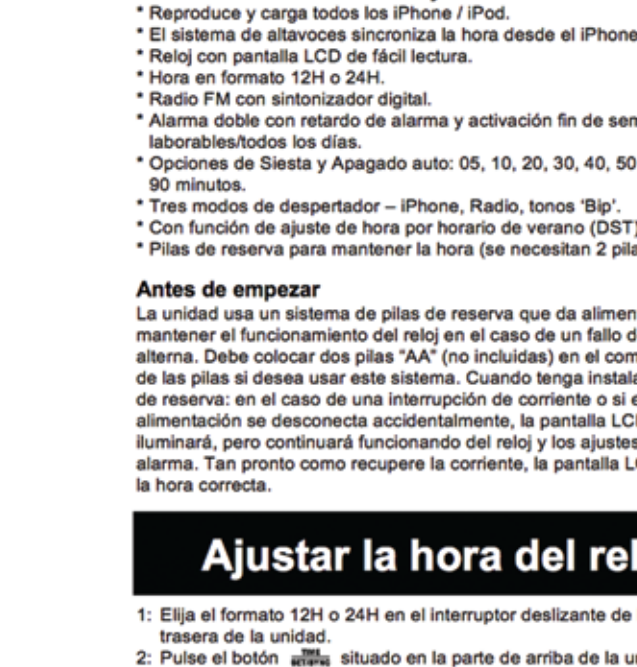 * Reproduce y carga todos los iPhone / iPod.
* El sistema de altavoces sincroniza la hora desde el iPhone
* Reloj con pantalla LCD de fácil lectura.
* Hora en formato 12H o 24H.
* Radio FM con sintonizador digital.
* Alarma doble con retardo de alarma y activación fin de sem
laborables/todos los días.
* Opciones de Siesta y Apagado auto: 05, 10, 20, 30, 40, 50
90 minutos.
* Tres modos de despertador – iPhone, Radio, tonos 'Bip'.
* Con función de ajuste de hora por horario de verano (DST)
* Pilas de reserva para mantener la hora (se necesitan 2 pila
Antes de empezar
La unidad usa un sistema de pilas de reserva que da alimen
mantener el funcionamiento del reloj en el caso de un fallo d
alterna. Debe colocar dos pilas “AA” (no incluidas) en el com
de las pilas si desea usar este sistema. Cuando tenga instala
de reserva: en el caso de una interrupción de corriente o si e
alimentación se desconecta accidentalmente, la pantalla LC
iluminará, pero continuará funcionando del reloj y los ajustes
alarma. Tan pronto como recupere la corriente, la pantalla L
la hora correcta.
Ajustar la hora del rel
1: Elija el formato 12H o 24H en el interruptor deslizante de
trasera de la unidad.
2: Pulse el botón situado en la parte de arriba de la u